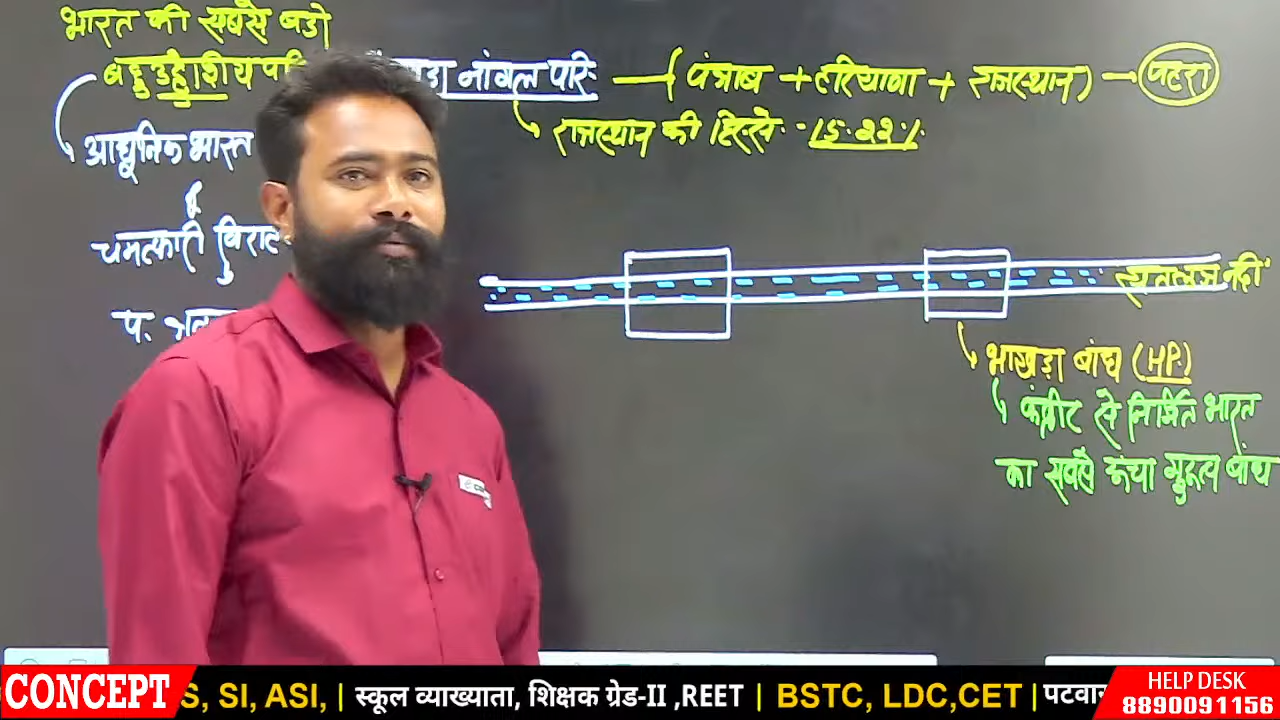 भारत की सबसे बडी
बहुउद्देशिय
नांगल परि. — (पंजाब + हरियाणा + राजस्थान) — पहरा
राजस्थान की हिस्से - 15.22%
आधुनिक भारत
चमत्कारी विराट
प.
सतलज नदी
भाखड़ा बांध (HP.)
कंक्रीट से निर्मित भारत
का सबसे ऊंचा गुरुत्व बांध
CONCEPT
S, SI, ASI, | स्कूल व्याख्याता, शिक्षक ग्रेड-II ,REET | BSTC, LDC,CET | पटवार
HELP DESK
8890091156